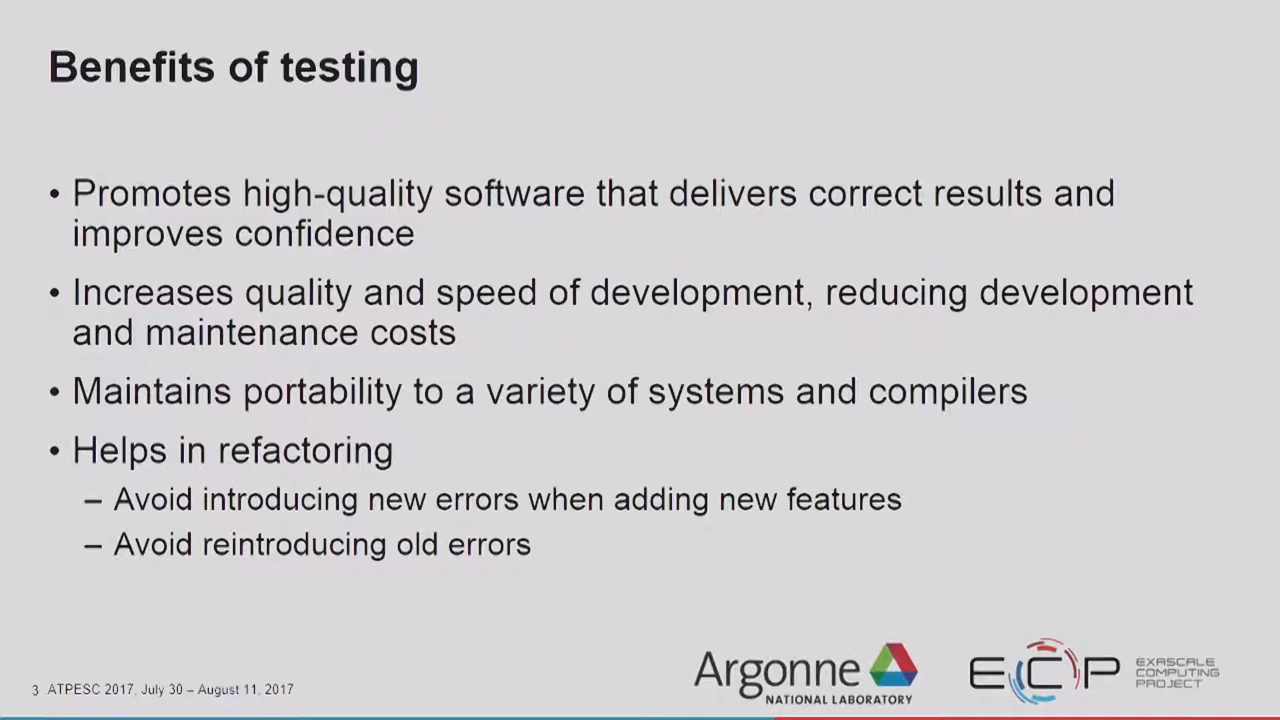 Benefits of testing
• Promotes high-quality software that delivers correct results and
improves confidence
• Increases quality and speed of development, reducing development
and maintenance costs
• Maintains portability to a variety of systems and compilers
• Helps in refactoring
– Avoid introducing new errors when adding new features
– Avoid reintroducing old errors
3 ATPESC 2017, July 30 – August 11, 2017
Argonne
NATIONAL LABORATORY
ECP
EXASCALE
COMPUTING
PROJECT